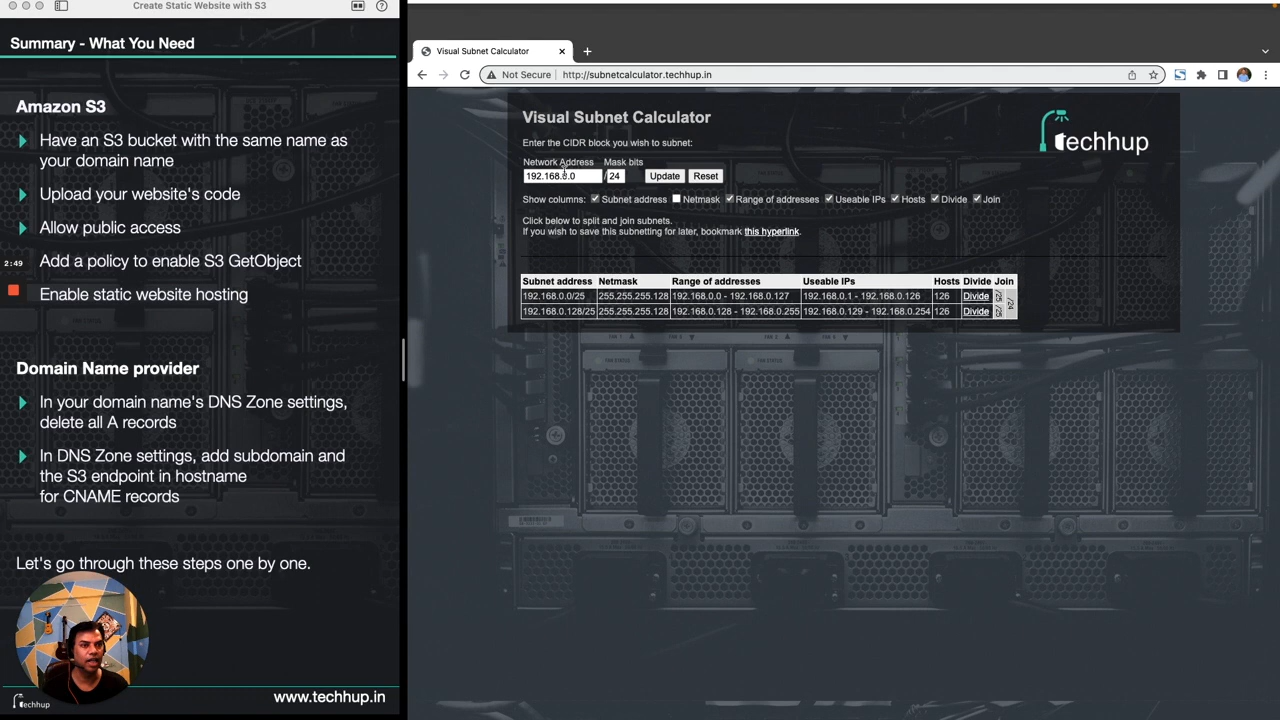 Create Static Website with S3
Summary - What You Need
Amazon S3
Have an S3 bucket with the same name as
your domain name
Upload your website's code
Allow public access
Add a policy to enable S3 GetObject
2:49
Enable static website hosting
Domain Name provider
In your domain name's DNS Zone settings,
delete all A records
In DNS Zone settings, add subdomain and
the S3 endpoint in hostname
for CNAME records
Let's go through these steps one by one.
techhup
www.techhup.in
Visual Subnet Calculator
Not Secure | http://subnetcalculator.techhup.in
Visual Subnet Calculator
techhup
Enter the CIDR block you wish to subnet:
Network Address Mask bits
192.168.0.0 / 24 Update Reset
Show columns: Subnet address Netmask Range of addresses Useable IPs Hosts Divide Join
Click below to split and join subnets.
If you wish to save this subnetting for later, bookmark this hyperlink.
Subnet address Netmask Range of addresses Useable IPs Hosts Divide Join
192.168.0.0/25 255.255.255.128 192.168.0.0 - 192.168.0.127 192.168.0.1 - 192.168.0.126 126 Divide /25 /24
192.168.0.128/25 255.255.255.128 192.168.0.128 - 192.168.0.255 192.168.0.129 - 192.168.0.254 126 Divide /25